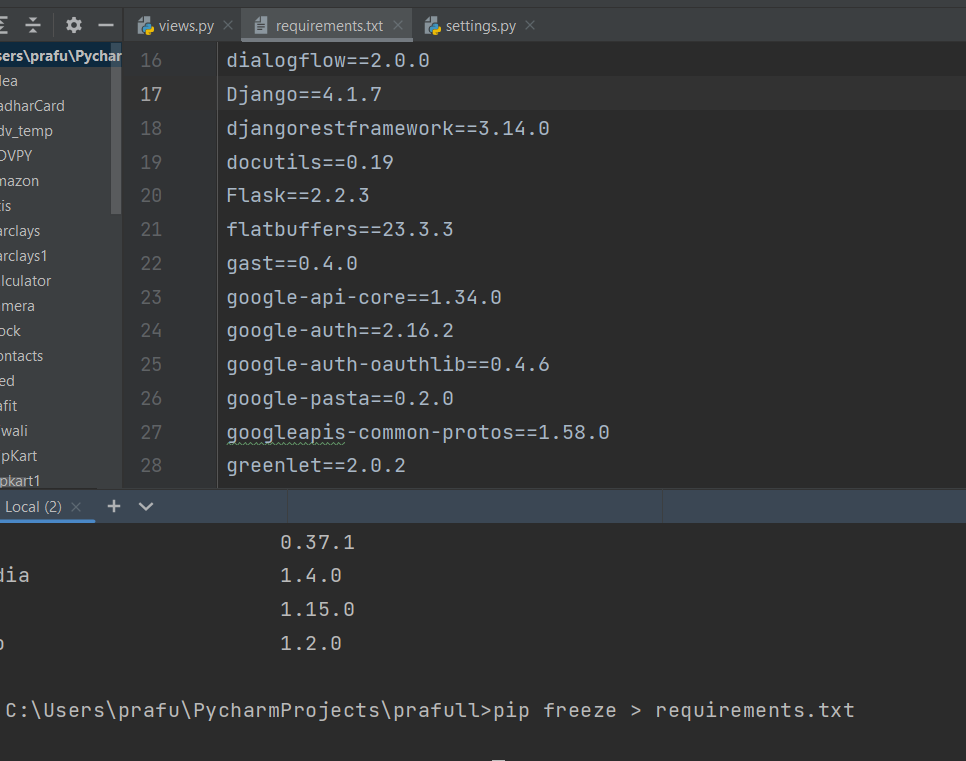 views.py requirements.txt settings.py
sers\prafu\Pychar
lea
adharCard
dv_temp
OVPY
mazon
is
arclays
arclays1
lculator
mera
ock
ontacts
ed
afit
wali
pKart
pkart1
16 dialogflow==2.0.0
17 Django==4.1.7
18 djangorestframework==3.14.0
19 docutils==0.19
20 Flask==2.2.3
21 flatbuffers==23.3.3
22 gast==0.4.0
23 google-api-core==1.34.0
24 google-auth==2.16.2
25 google-auth-oauthlib==0.4.6
26 google-pasta==0.2.0
27 googleapis-common-protos==1.58.0
28 greenlet==2.0.2
Local (2)
0.37.1
dia 1.4.0
1.15.0
o 1.2.0
C:\Users\prafu\PycharmProjects\prafull>pip freeze > requirements.txt